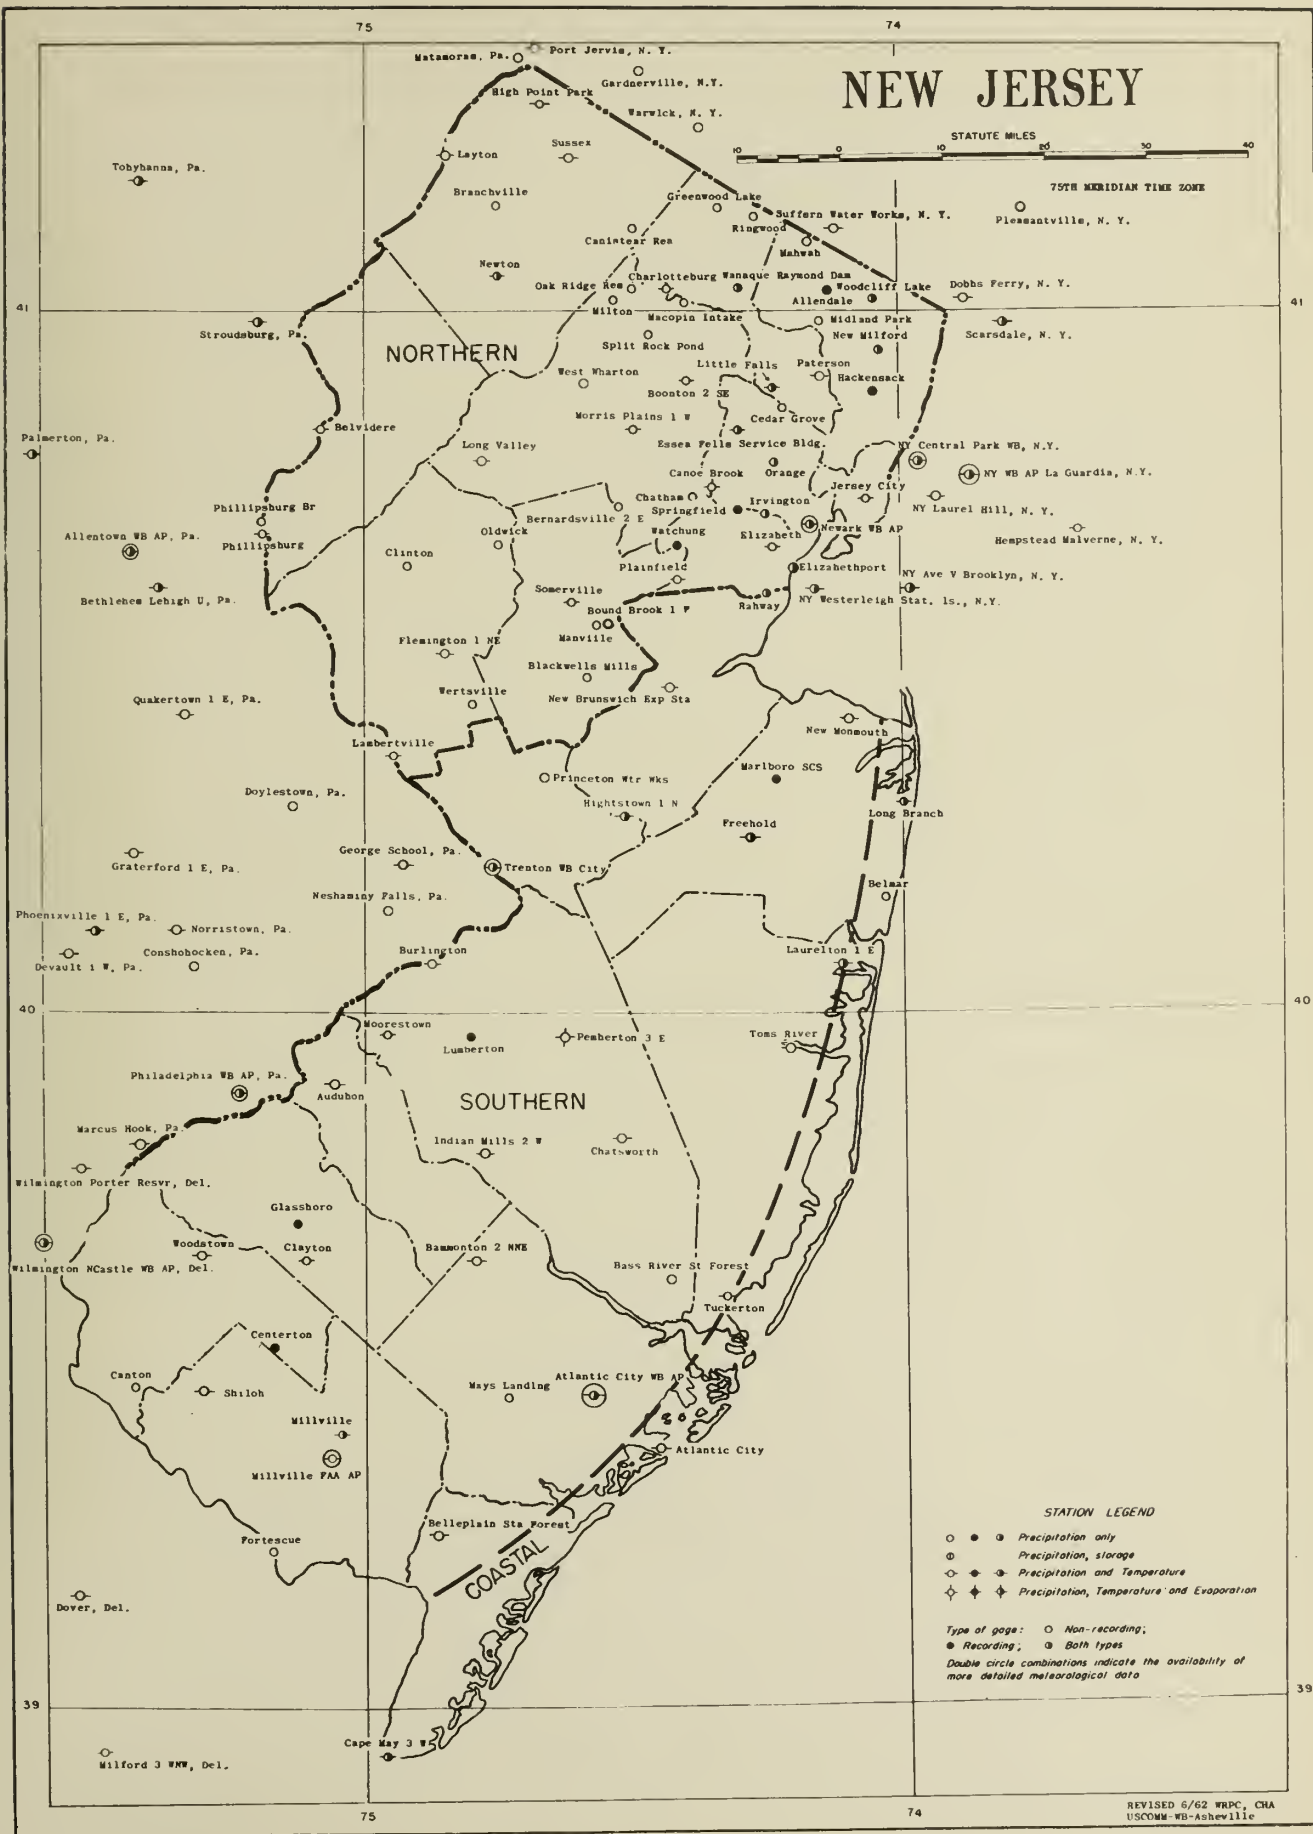 75
74
Matamoras, Pa.
Port Jervis, N. Y.
Gardnerville, N.Y.
NEW JERSEY
High Point Park
Warwick, N. Y.
STATUTE MILES
10 0 10 20 30 40
Layton
Sussex
Tobyhanna, Pa.
75TH MERIDIAN TIME ZONE
Branchville
Greenwood Lake
Suffern Water Works, N. Y.
Pleasantville, N. Y.
Ringwood
Canistear Res
Mahwah
Newton
Charlotteburg
Wanaque Raymond Dam
Oak Ridge Res
Woodcliff Lake
Dobbs Ferry, N. Y.
Allendale
41
41
Milton
Macopin Intake
Midland Park
Stroudsburg, Pa.
New Milford
Scarsdale, N. Y.
Split Rock Pond
NORTHERN
Little Falls
Paterson
West Wharton
Hackensack
Boonton 2 SE
Morris Plains 1 W
Cedar Grove
Belvidere
Palmerton, Pa.
Long Valley
Essex Fells Service Bldg.
NY Central Park WB, N.Y.
Canoe Brook
Orange
NY WB AP La Guardia, N.Y.
Jersey City
Chatham
Irvington
Phillipsburg Br
Springfield
NY Laurel Hill, N. Y.
Bernardsville 2 E
Newark WB AP
Allentown WB AP, Pa.
Phillipsburg
Oldwick
Watchung
Elizabeth
Hempstead Malverne, N. Y.
Clinton
Plainfield
Elizabethport
NY Ave V Brooklyn, N. Y.
Bethlehem Lehigh U, Pa.
Somerville
Rahway
NY Westerleigh Stat. Is., N.Y.
Bound Brook 1 P
Flemington 1 NE
Manville
Blackwells Mills
Quakertown 1 E, Pa.
Wertsville
New Brunswich Exp Sta
New Monmouth
Lambertville
Princeton Wtr Wks
Marlboro SCS
Doylestown, Pa.
Hightstown 1 N
Long Branch
Freehold
George School, Pa.
Graterford 1 E, Pa.
Trenton WB City
Neshaminy Falls, Pa.
Belmar
Phoenixville 1 E, Pa.
Norristown, Pa.
Conshohocken, Pa.
Burlington
Laurelton 1 E
Devault 1 W, Pa.
40
40
Moorestown
Lumberton
Pemberton 3 E
Toms River
Philadelphia WB AP, Pa.
Audubon
SOUTHERN
Marcus Hook, Pa.
Indian Mills 2 W
Chatsworth
Wilmington Porter Resvr, Del.
Glassboro
Woodstown
Clayton
Hammonton 2 NNE
Wilmington NCastle WB AP, Del.
Bass River St Forest
Tuckerton
Centerton
Canton
Shiloh
Mays Landing
Atlantic City WB AP
Millville
Atlantic City
Millville FAA AP
STATION LEGEND
Belleplain Sta Forest
Fortescue
Precipitation only
Precipitation, storage
COASTAL
Precipitation and Temperature
Dover, Del.
Precipitation, Temperature and Evaporation
Type of gage: Non-recording;
Recording; Both types
Double circle combinations indicate the availability of
more detailed meteorological data
39
39
Cape May 3 W
Milford 3 WNW, Del.
75
74
REVISED 6/62 WRPC, CHA
USCOMM-WB-Asheville